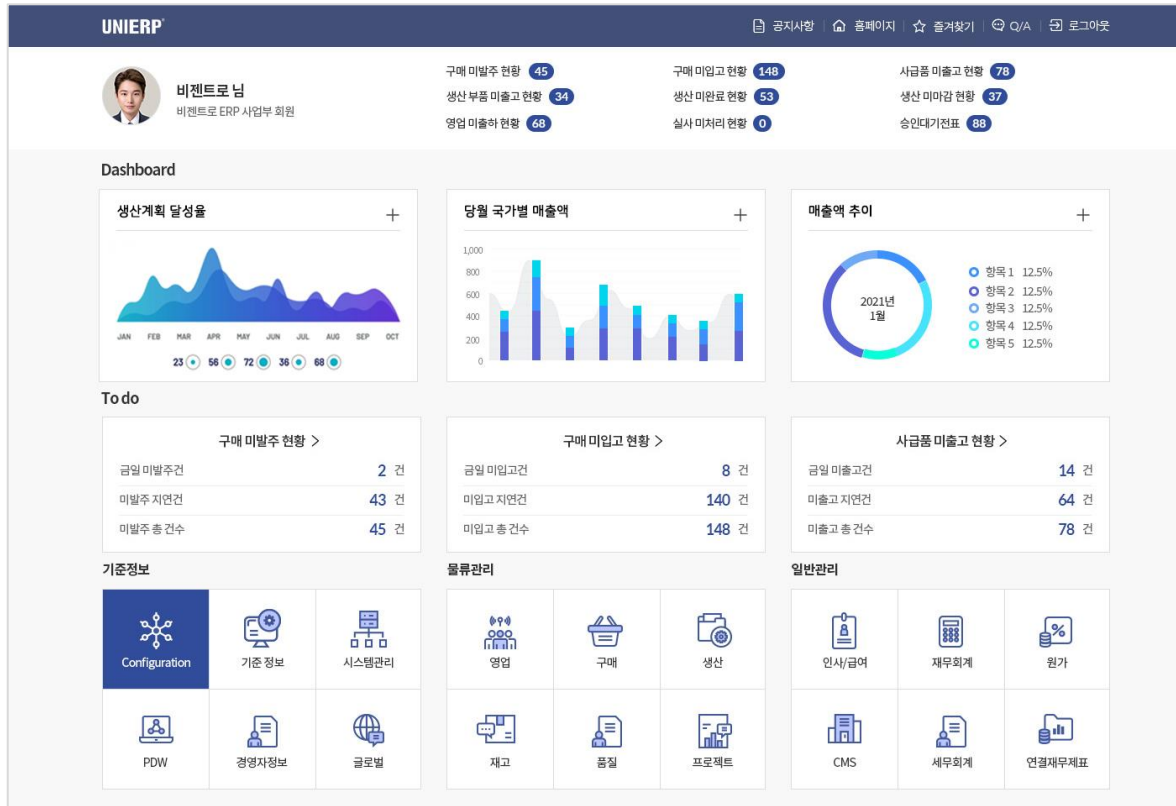 UNIERP
공지사항 홈페이지 즐겨찾기 Q/A 로그아웃
비젠트로 님
비젠트로 ERP 사업부 회원
구매 미발주 현황 45 구매 미입고 현황 148 사급품 미출고 현황 78
생산 부품 미출고 현황 34 생산 미완료 현황 53 생산 미마감 현황 37
영업 미출하 현황 68 실사 미처리 현황 0 승인대기전표 88
Dashboard
생산계획 달성율
JAN FEB MAR APR MAY JUN JUL AUG SEP OCT
23 56 72 36 68
당월 국가별 매출액
1,000
800
600
400
200
0
매출액 추이
2021년
1월
항목 1 12.5%
항목 2 12.5%
항목 3 12.5%
항목 4 12.5%
항목 5 12.5%
To do
구매 미발주 현황 >
금일 미발주건 2 건
미발주 지연건 43 건
미발주 총 건수 45 건
구매 미입고 현황 >
금일 미입고건 8 건
미입고 지연건 140 건
미입고 총 건수 148 건
사급품 미출고 현황 >
금일 미출고건 14 건
미출고 지연건 64 건
미출고 총 건수 78 건
기준정보
Configuration 기준 정보 시스템관리
PDW 경영자정보 글로벌
물류관리
영업 구매 생산
재고 품질 프로젝트
일반관리
인사/급여 재무회계 원가
CMS 세무회계 연결재무제표